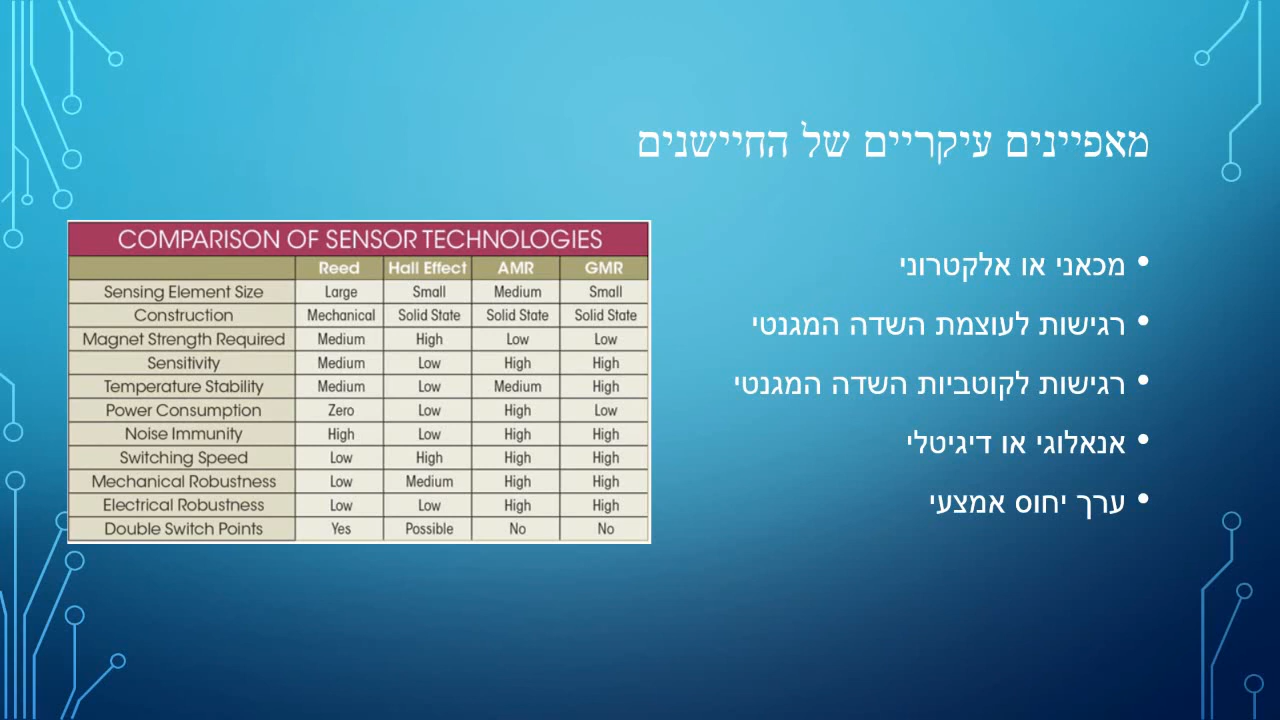 מאפיינים עיקריים של החיישנים
• מכאני או אלקטרוני
• רגישות לעוצמת השדה המגנטי
• רגישות לקוטביות השדה המגנטי
• אנאלוגי או דיגיטלי
• ערך יחוס אמצעי
COMPARISON OF SENSOR TECHNOLOGIES
Reed Hall Effect AMR GMR
Sensing Element Size Large Small Medium Small
Construction Mechanical Solid State Solid State Solid State
Magnet Strength Required Medium High Low Low
Sensitivity Medium Low High High
Temperature Stability Medium Low Medium High
Power Consumption Zero Low High Low
Noise Immunity High Low High High
Switching Speed Low High High High
Mechanical Robustness Low Medium High High
Electrical Robustness Low Low High High
Double Switch Points Yes Possible No No